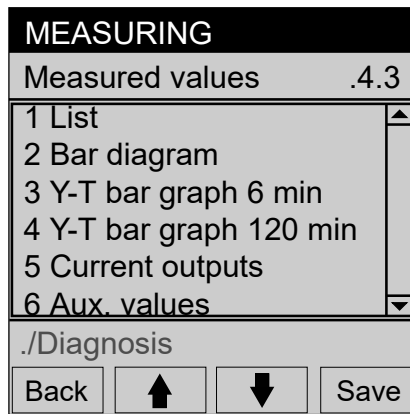 MEASURING
Measured values .4.3
1 List
2 Bar diagram
3 Y-T bar graph 6 min
4 Y-T bar graph 120 min
5 Current outputs
6 Aux. values
./Diagnosis
Back Save